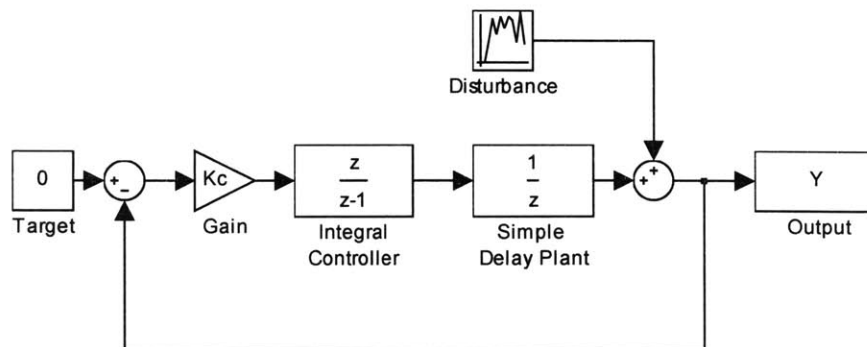 Disturbance
0
+
-
Kc
z
z-1
1
z
+
+
Y
Target
Gain
Integral
Controller
Simple
Delay Plant
Output